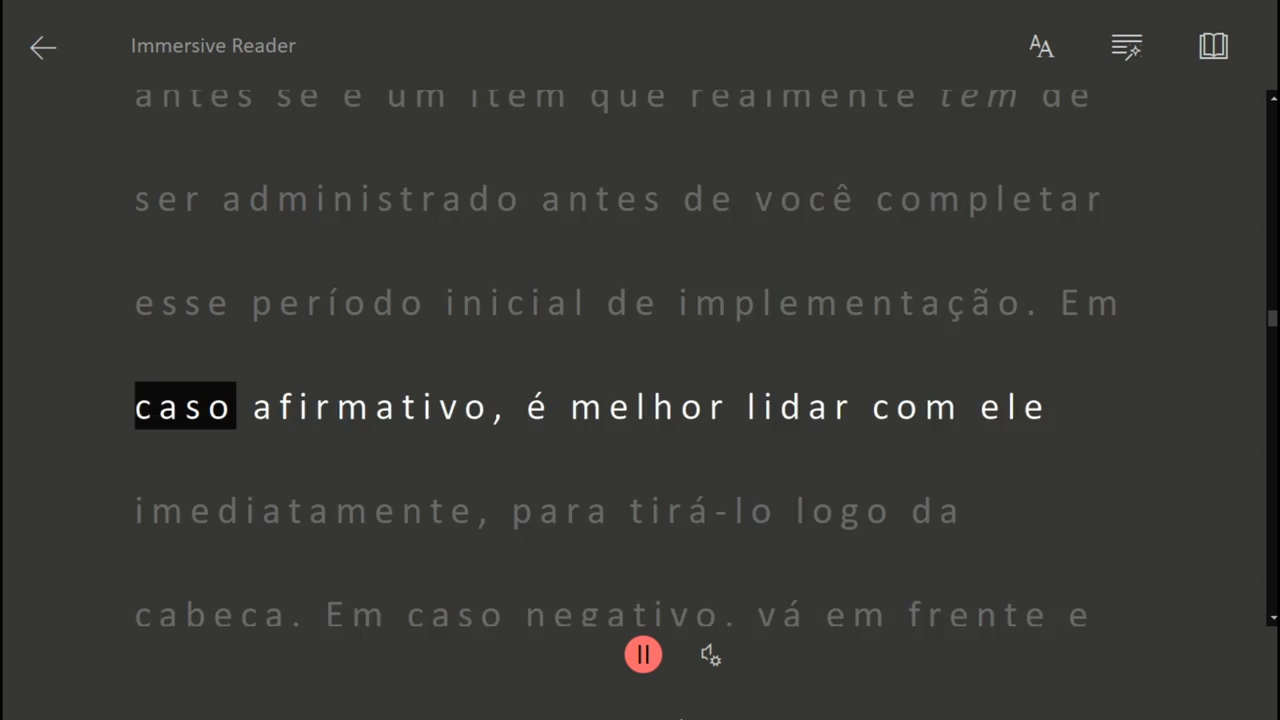 Immersive Reader
antes se é um item que realmente tem de
ser administrado antes de você completar
esse período inicial de implementação. Em
caso afirmativo, é melhor lidar com ele
imediatamente, para tirá-lo logo da
cabeça. Em caso negativo, vá em frente e